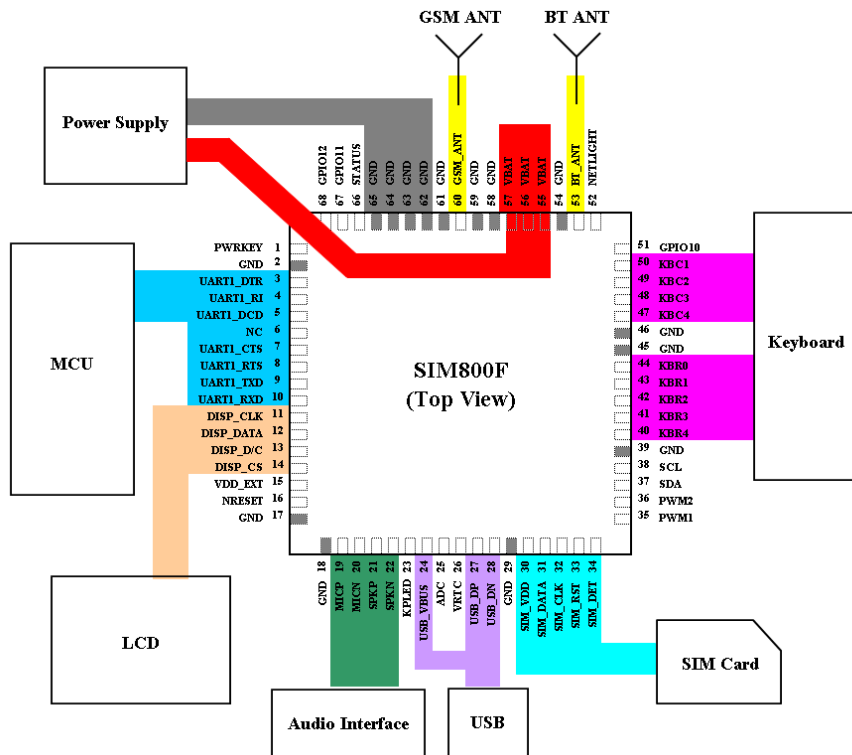 GSM ANT
BT ANT
Power Supply
68 GPIO12
67 GPIO11
66 STATUS
65 GND
64 GND
63 GND
62 GND
61 GND
60 GSM_ANT
59 GND
58 GND
57 VBAT
56 VBAT
55 VBAT
54 GND
53 BT_ANT
52 NETLIGHT
PWRKEY 1
GND 2
UART1_DTR 3
UART1_RI 4
UART1_DCD 5
NC 6
UART1_CTS 7
UART1_RTS 8
UART1_TXD 9
UART1_RXD 10
DISP_CLK 11
DISP_DATA 12
DISP_D/C 13
DISP_CS 14
VDD_EXT 15
NRESET 16
GND 17
MCU
SIM800F
(Top View)
51 GPIO10
50 KBC1
49 KBC2
48 KBC3
47 KBC4
46 GND
45 GND
44 KBR0
43 KBR1
42 KBR2
41 KBR3
40 KBR4
39 GND
38 SCL
37 SDA
36 PWM2
35 PWM1
Keyboard
GND 18
MICP 19
MICN 20
SPKP 21
SPKN 22
KPLED 23
USB_VBUS 24
ADC 25
VRTC 26
USB_DP 27
USB_DN 28
GND 29
SIM_VDD 30
SIM_DATA 31
SIM_CLK 32
SIM_RST 33
SIM_DET 34
LCD
SIM Card
Audio Interface
USB